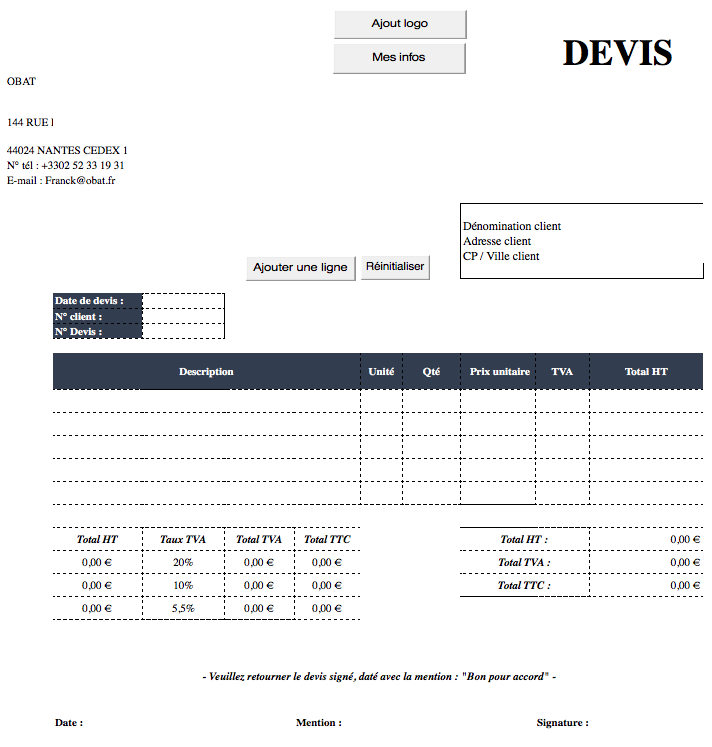 Ajout logo
DEVIS
Mes infos
OBAT
144 RUE
44024 NANTES CEDEX 1
N° tél : +3302 52 33 19 31
E-mail : Franck@obat.fr
Dénomination client
Adresse client
CP / Ville client
Ajouter une ligne Réinitialiser
Date de devis :
N° client :
N° Devis :
Description Unité Qté Prix unitaire TVA Total HT
Total HT Taux TVA Total TVA Total TTC Total HT : 0,00 €
0,00 € 20% 0,00 € 0,00 € Total TVA : 0,00 €
0,00 € 10% 0,00 € 0,00 € Total TTC : 0,00 €
0,00 € 5,5% 0,00 € 0,00 €
- Veuillez retourner le devis signé, daté avec la mention : "Bon pour accord" -
Date : Mention : Signature :